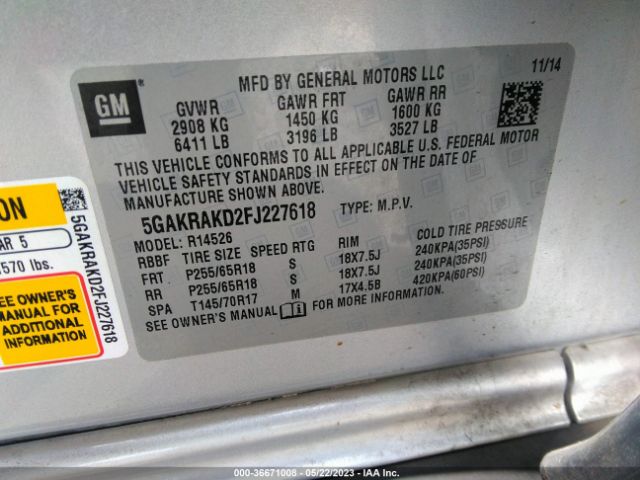 GM
MFD BY GENERAL MOTORS LLC
11/14
GVWR GAWR FRT GAWR RR
2908 KG 1450 KG 1600 KG
6411 LB 3196 LB 3527 LB
THIS VEHICLE CONFORMS TO ALL APPLICABLE U.S. FEDERAL MOTOR
VEHICLE SAFETY STANDARDS IN EFFECT ON THE DATE OF
MANUFACTURE SHOWN ABOVE.
5GAKRAKD2FJ227618 TYPE: M.P.V.
MODEL: R14526
RBBF TIRE SIZE SPEED RTG RIM COLD TIRE PRESSURE
FRT P255/65R18 S 18X7.5J 240KPA(35PSI)
RR P255/65R18 S 18X7.5J 240KPA(35PSI)
SPA T145/70R17 M 17X4.5B 420KPA(60PSI)
SEE OWNER'S MANUAL FOR MORE INFORMATION.
ON
AR 5
570 lbs.
SEE OWNER'S
MANUAL FOR
ADDITIONAL
INFORMATION
5GAKRAKD2FJ227618
000-36671008 - 05/22/2023 - IAA Inc.